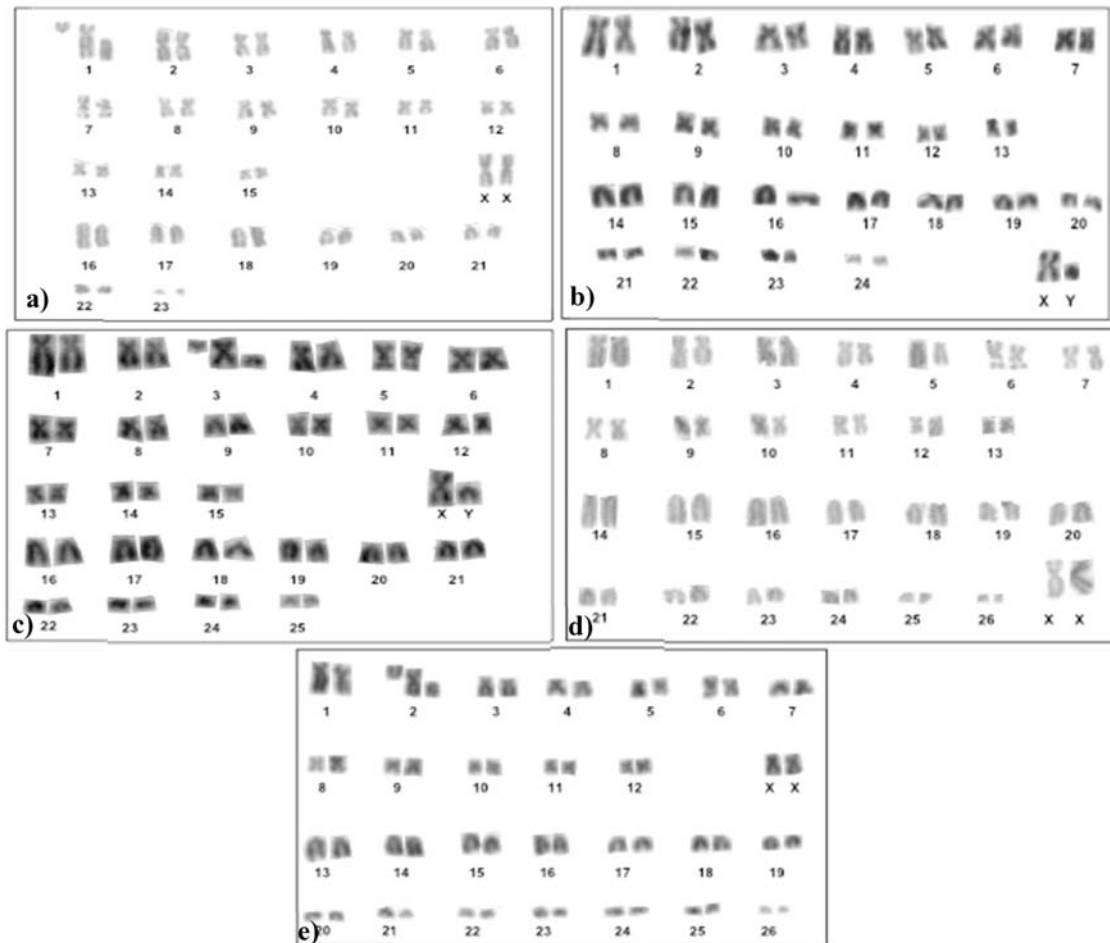 1 2 3 4 5 6
7 8 9 10 11 12
13 14 15 X X
16 17 18 19 20 21
a) 22 23
1 2 3 4 5 6 7
8 9 10 11 12 13
14 15 16 17 18 19 20
b) 21 22 23 24 X Y
1 2 3 4 5 6
7 8 9 10 11 12
13 14 15 X Y
16 17 18 19 20 21
c) 22 23 24 25
1 2 3 4 5 6 7
8 9 10 11 12 13
14 15 16 17 18 19 20
d) 21 22 23 24 25 26 X X
1 2 3 4 5 6 7
8 9 10 11 12 X X
13 14 15 16 17 18 19
e) 20 21 22 23 24 25 26